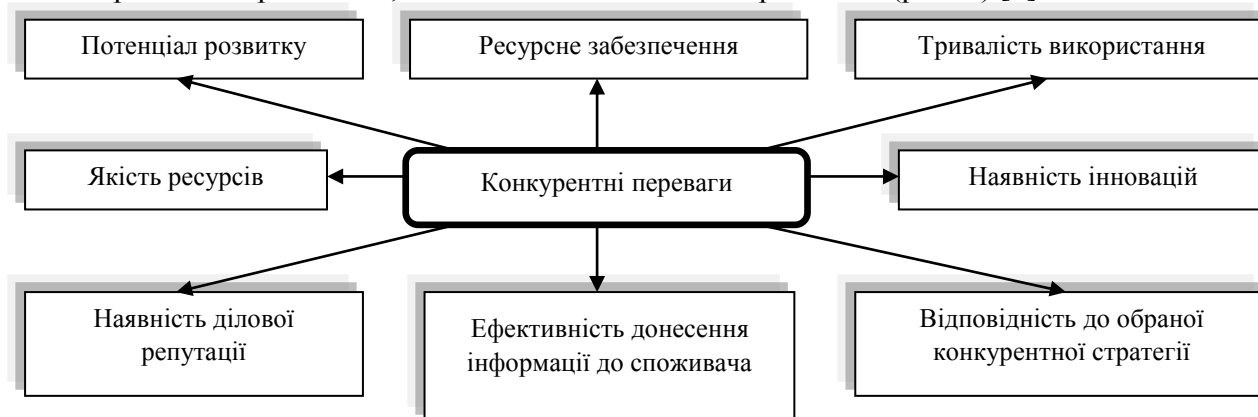 Потенціал розвитку
Ресурсне забезпечення
Тривалість використання
Якість ресурсів
Конкурентні переваги
Наявність інновацій
Наявність ділової
репутації
Ефективність донесення
інформації до споживача
Відповідність до обраної
конкурентної стратегії